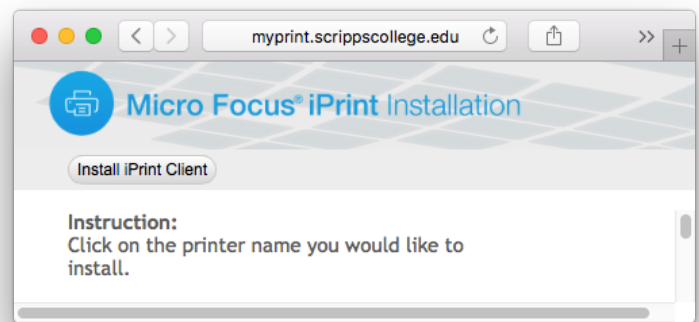 myprint.scrippscollege.edu
Micro Focus® iPrint Installation
Install iPrint Client
Instruction:
Click on the printer name you would like to
install.